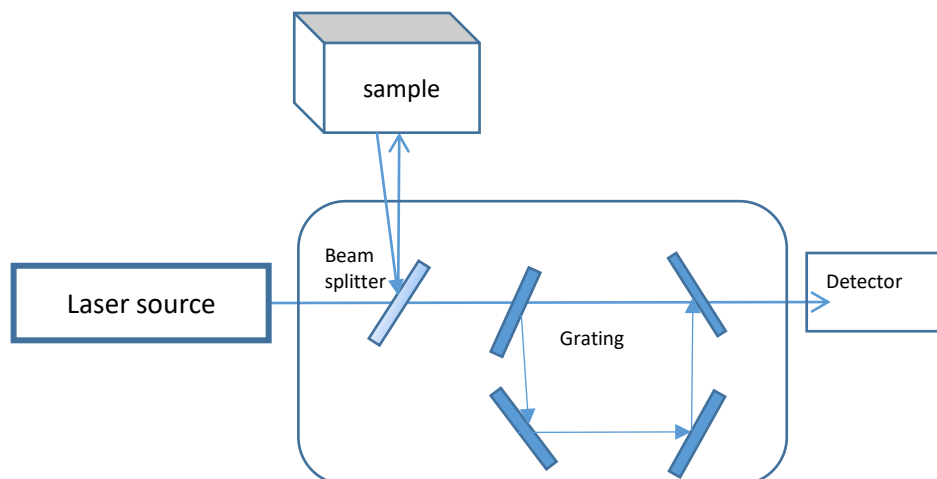 sample
Beam
splitter
Laser source
Grating
Detector